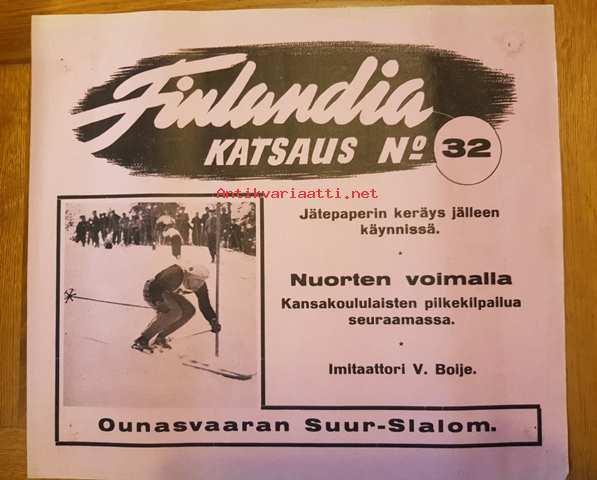 Finlandia
KATSAUS Nº 32
Antikvariaatti.net
Jätepaperin keräys jälleen
käynnissä.
Nuorten voimalla
Kansakoululaisten pilkekilpailua
seuraamassa.
Imitaattori V. Boije.
Ounasvaaran Suur-Slalom.